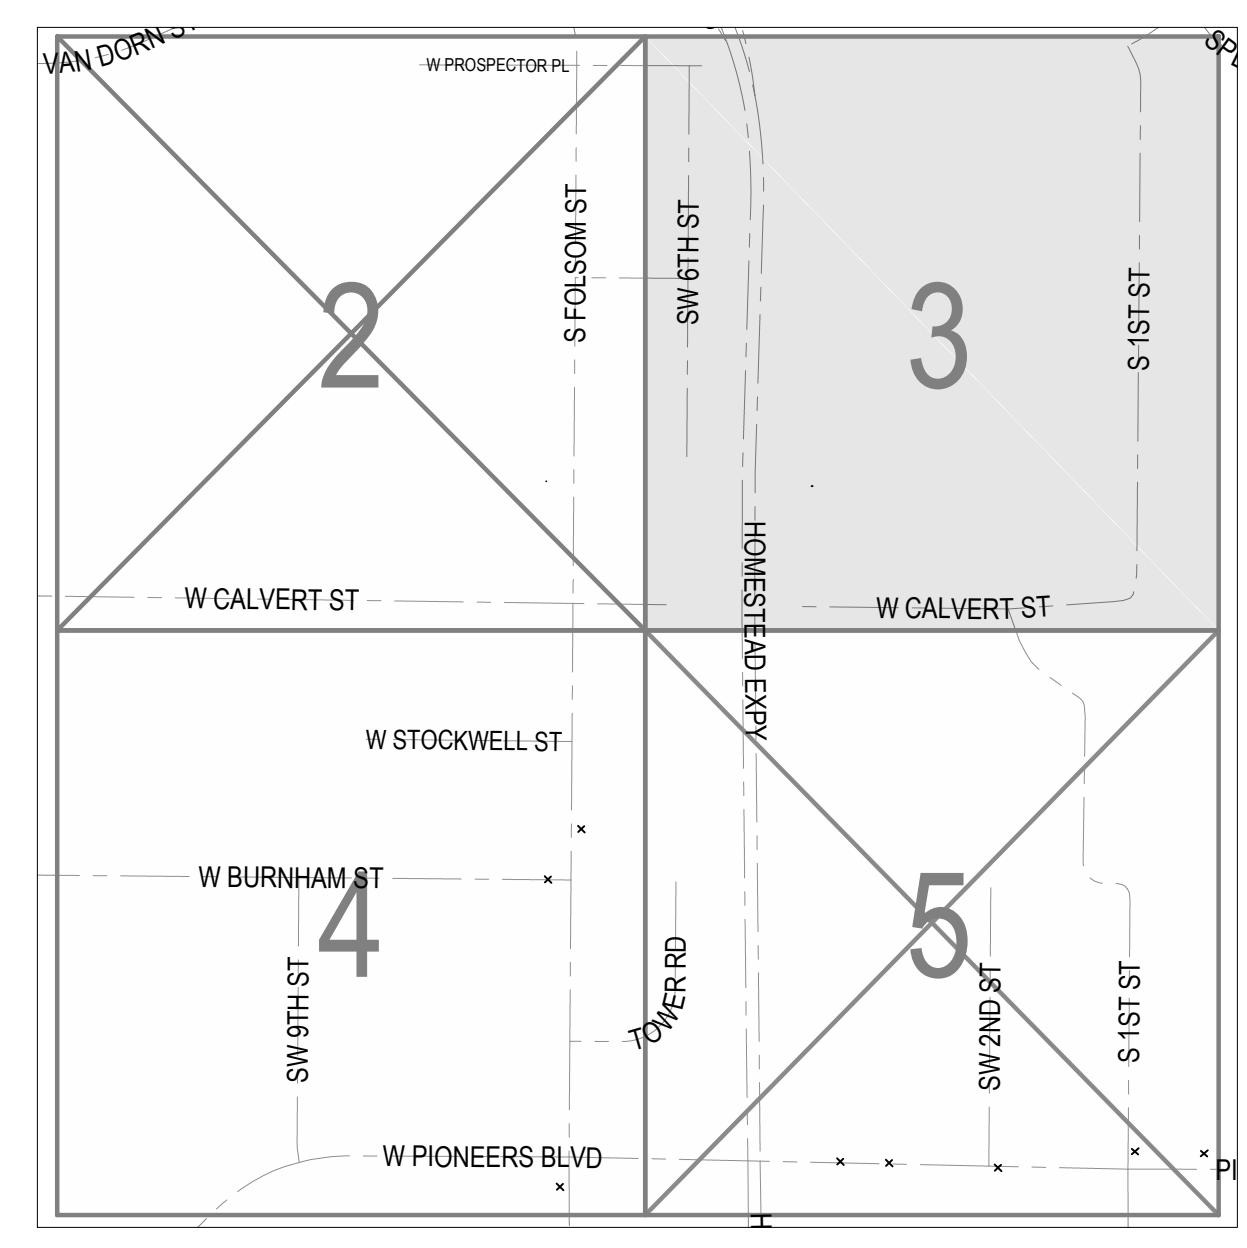 VAN DORN ST
W PROSPECTOR PL
S FOLSOM ST
SW 6TH ST
2
3
S 1ST ST
HOMESTEAD EXPY
W CALVERT ST
W CALVERT ST
W STOCKWELL ST
W BURNHAM ST
4
5
SW 9TH ST
TOWER RD
SW 2ND ST
S 1ST ST
W PIONEERS BLVD